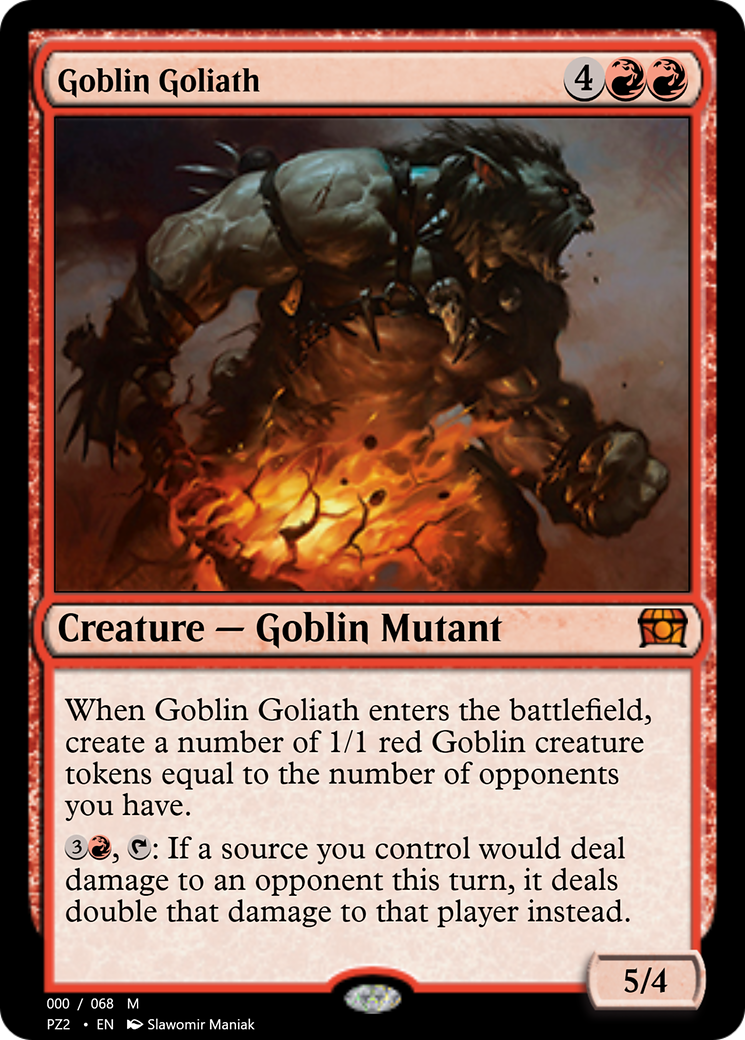 Goblin Goliath 4
Creature — Goblin Mutant
When Goblin Goliath enters the battlefield,
create a number of 1/1 red Goblin creature
tokens equal to the number of opponents
you have.
3, : If a source you control would deal
damage to an opponent this turn, it deals
double that damage to that player instead.
5/4
000 / 068 M
PZ2 • EN Slawomir Maniak